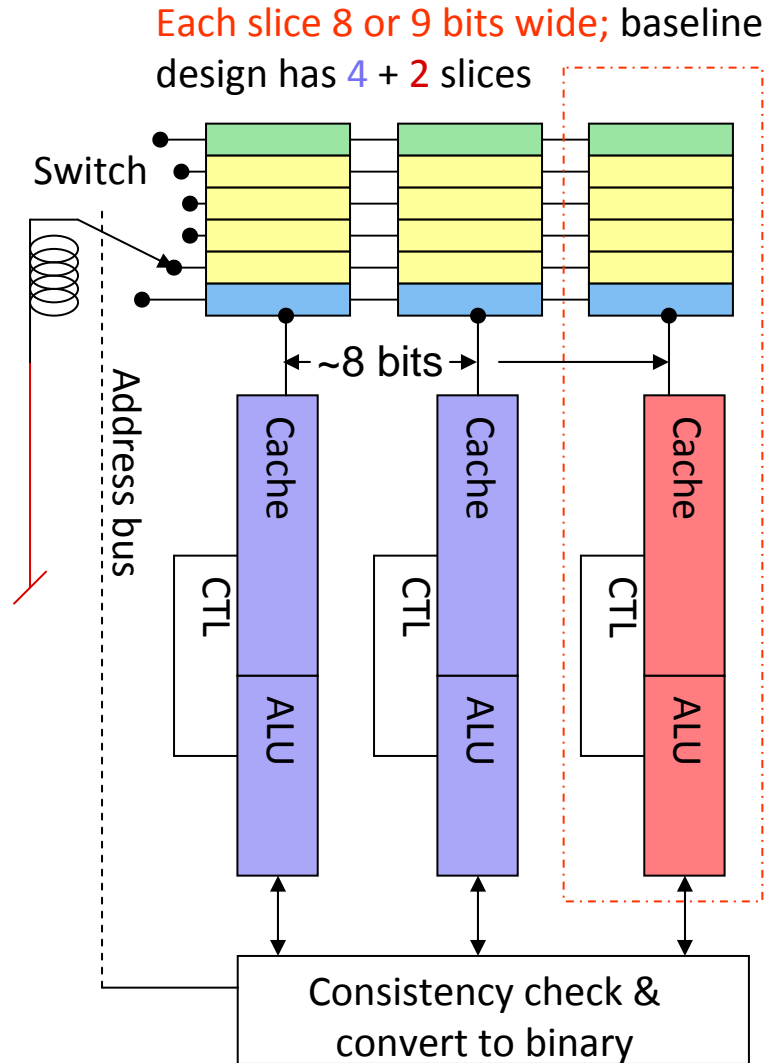 Each slice 8 or 9 bits wide; baseline
design has 4 + 2 slices
Switch
~8 bits
Address bus
Cache
Cache
Cache
CTL
CTL
CTL
ALU
ALU
ALU
Consistency check &
convert to binary